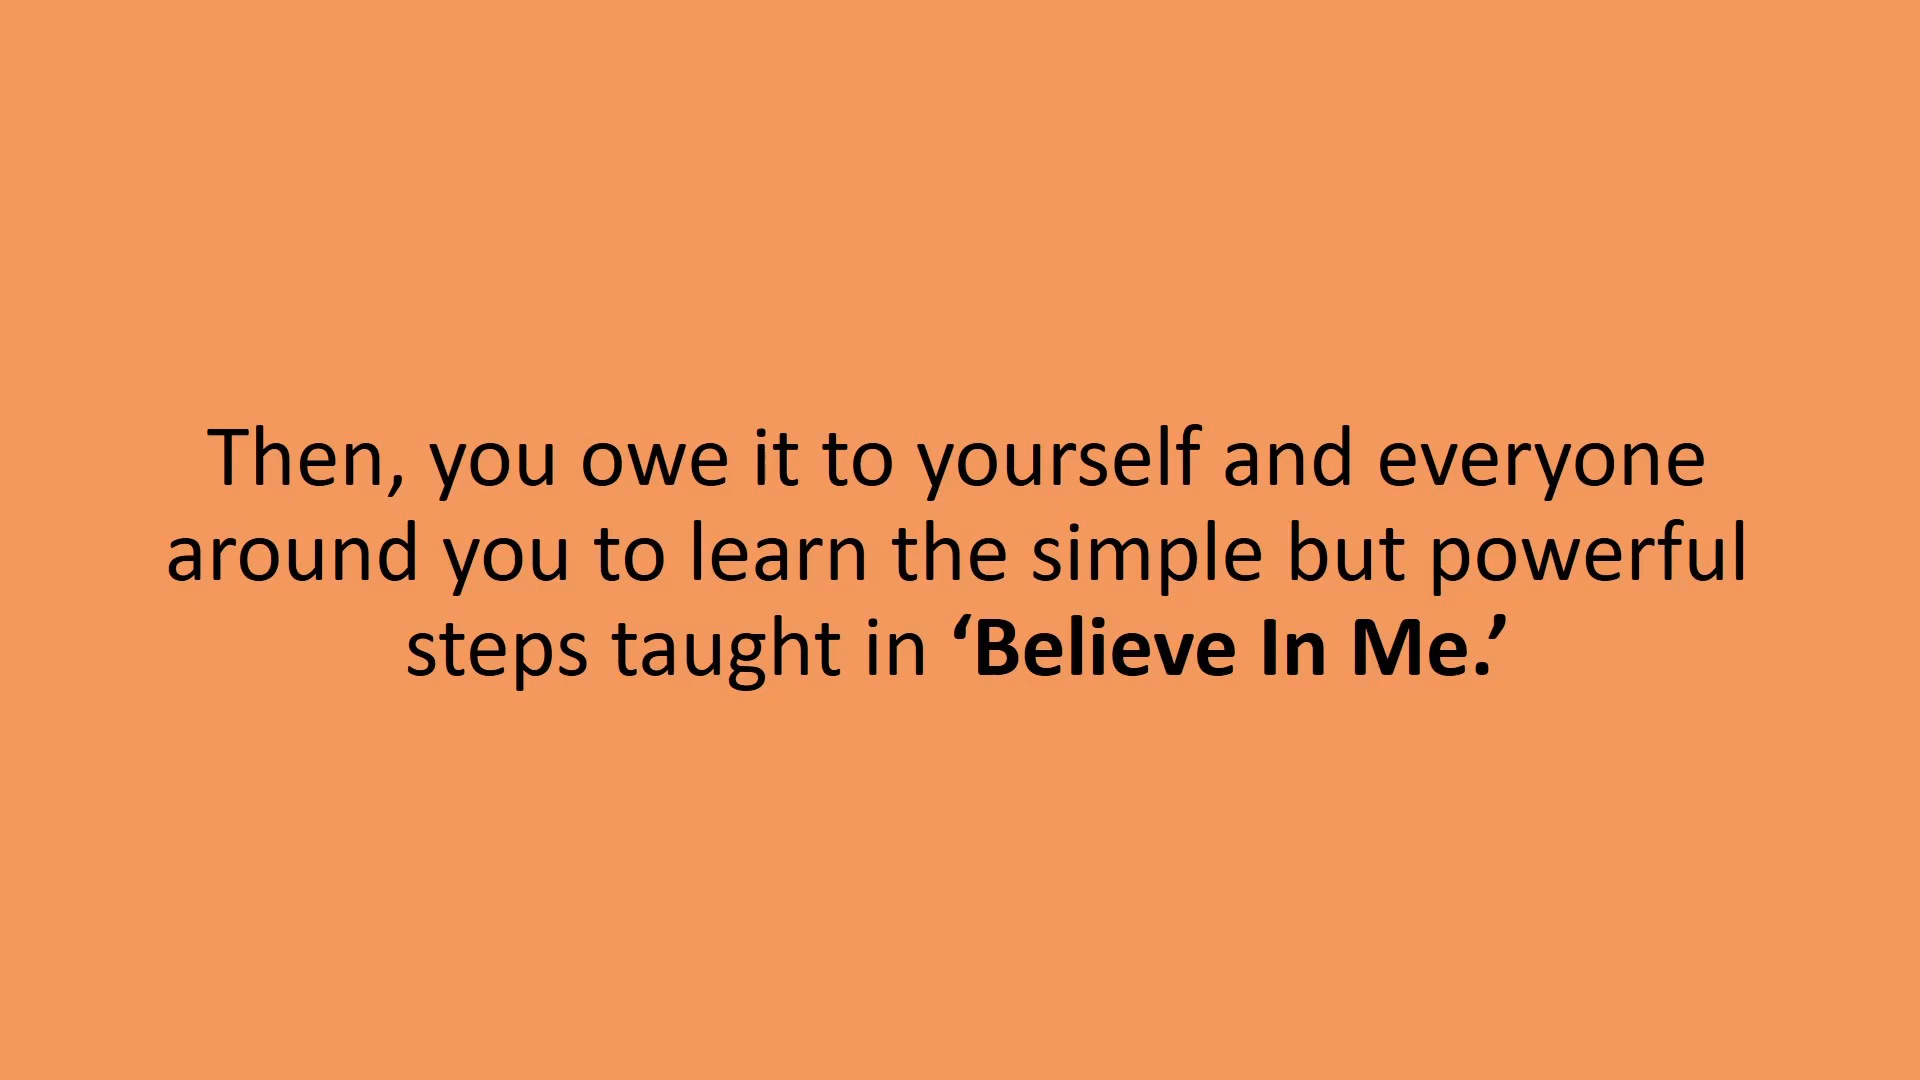 Then, you owe it to yourself and everyone
around you to learn the simple but powerful
steps taught in ‘Believe In Me.’